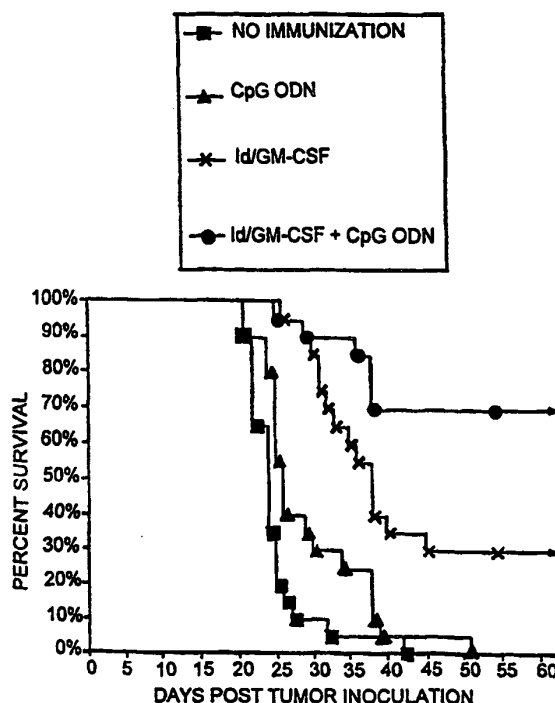 NO IMMUNIZATION
CpG ODN
Id/GM-CSF
Id/GM-CSF + CpG ODN
100%
90%
80%
70%
60%
50%
40%
30%
20%
10%
0%
PERCENT SURVIVAL
0 5 10 15 20 25 30 35 40 45 50 55 60
DAYS POST TUMOR INOCULATION